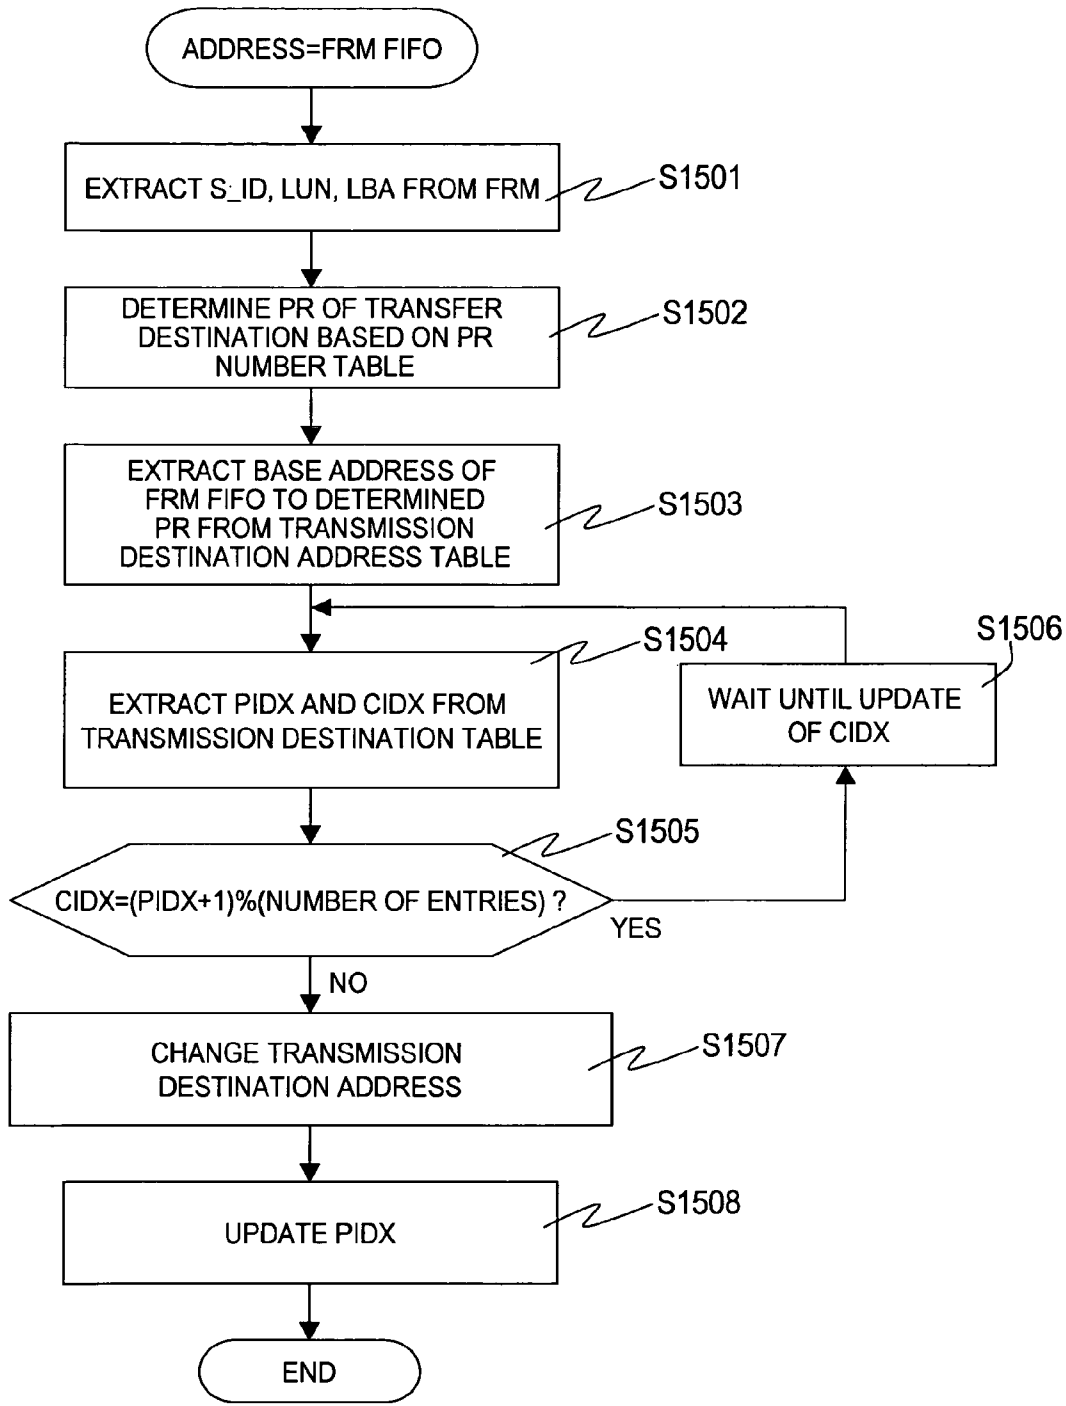 ADDRESS=FRM FIFO
EXTRACT S_ID, LUN, LBA FROM FRM
S1501
DETERMINE PR OF TRANSFER
DESTINATION BASED ON PR
NUMBER TABLE
S1502
EXTRACT BASE ADDRESS OF
FRM FIFO TO DETERMINED
PR FROM TRANSMISSION
DESTINATION ADDRESS TABLE
S1503
EXTRACT PIDX AND CIDX FROM
TRANSMISSION DESTINATION TABLE
S1504
WAIT UNTIL UPDATE
OF CIDX
S1506
CIDX=(PIDX+1)%(NUMBER OF ENTRIES) ?
S1505
YES
NO
CHANGE TRANSMISSION
DESTINATION ADDRESS
S1507
UPDATE PIDX
S1508
END